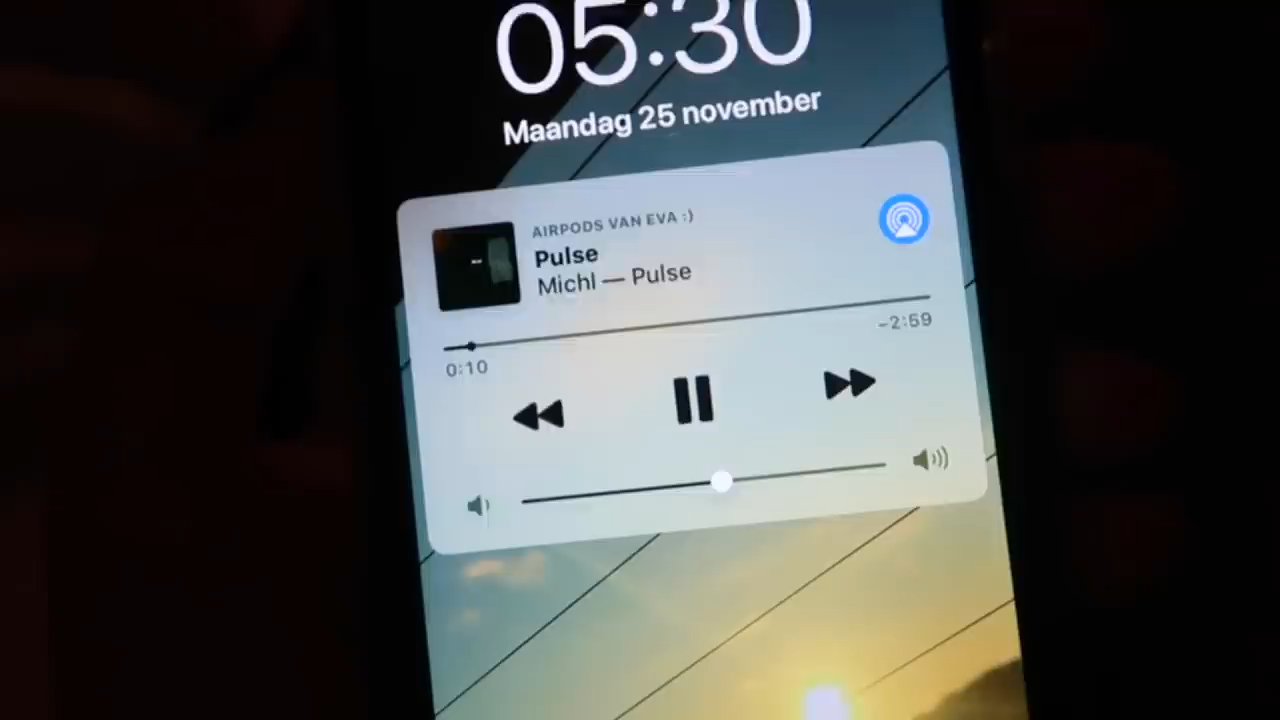 05:30
Maandag 25 november
AIRPODS VAN EVA :)
Pulse
Michl — Pulse
0:10
-2:59